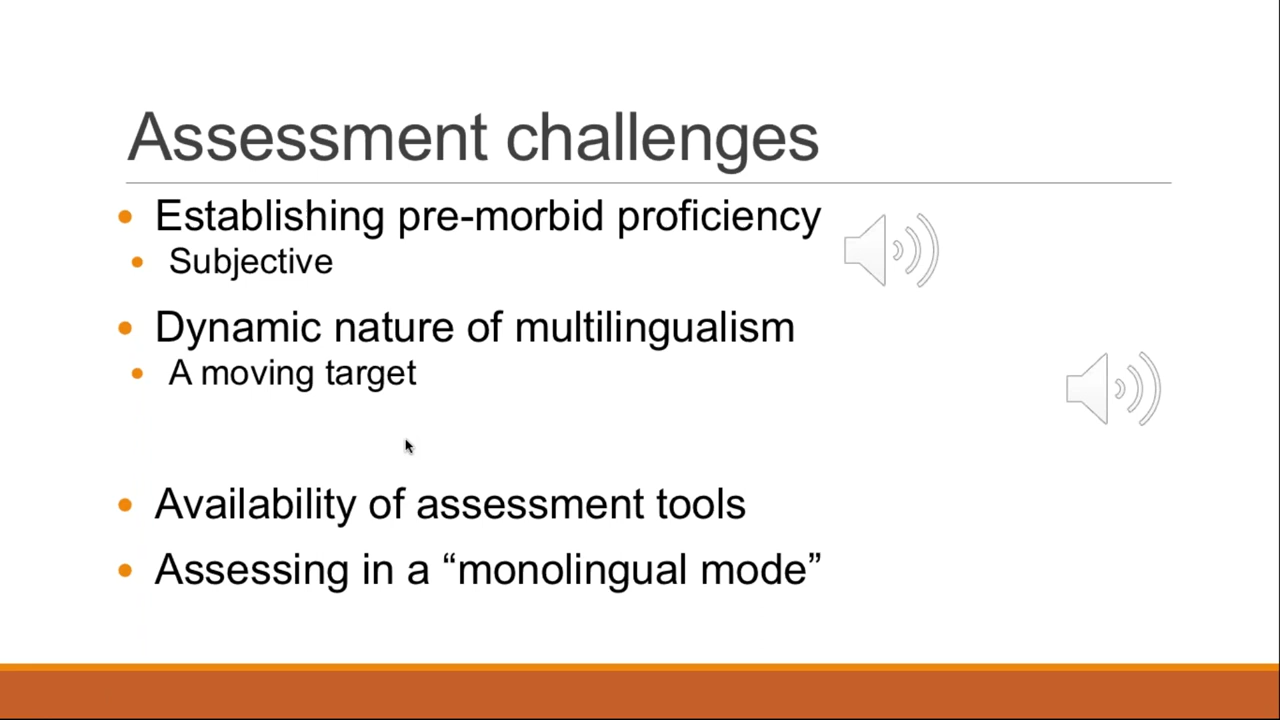 Assessment challenges
• Establishing pre-morbid proficiency
• Subjective
• Dynamic nature of multilingualism
• A moving target
• Availability of assessment tools
• Assessing in a “monolingual mode”